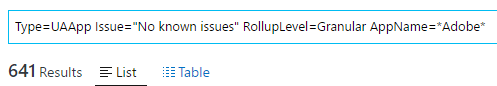 Type=UAApp Issue="No known issues" RollupLevel=Granular AppName=*Adobe*
641 Results List Table